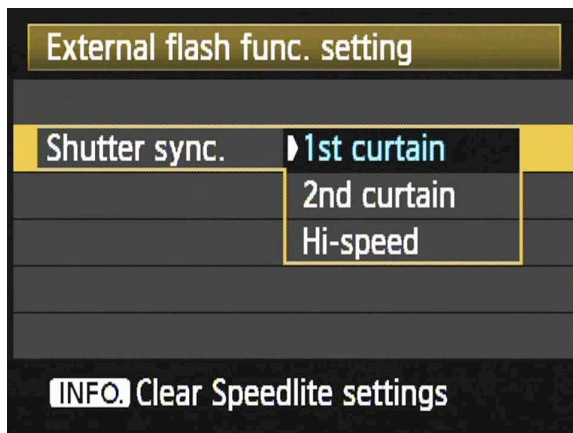 External flash func. setting
Shutter sync. 1st curtain
2nd curtain
Hi-speed
INFO. Clear Speedlite settings